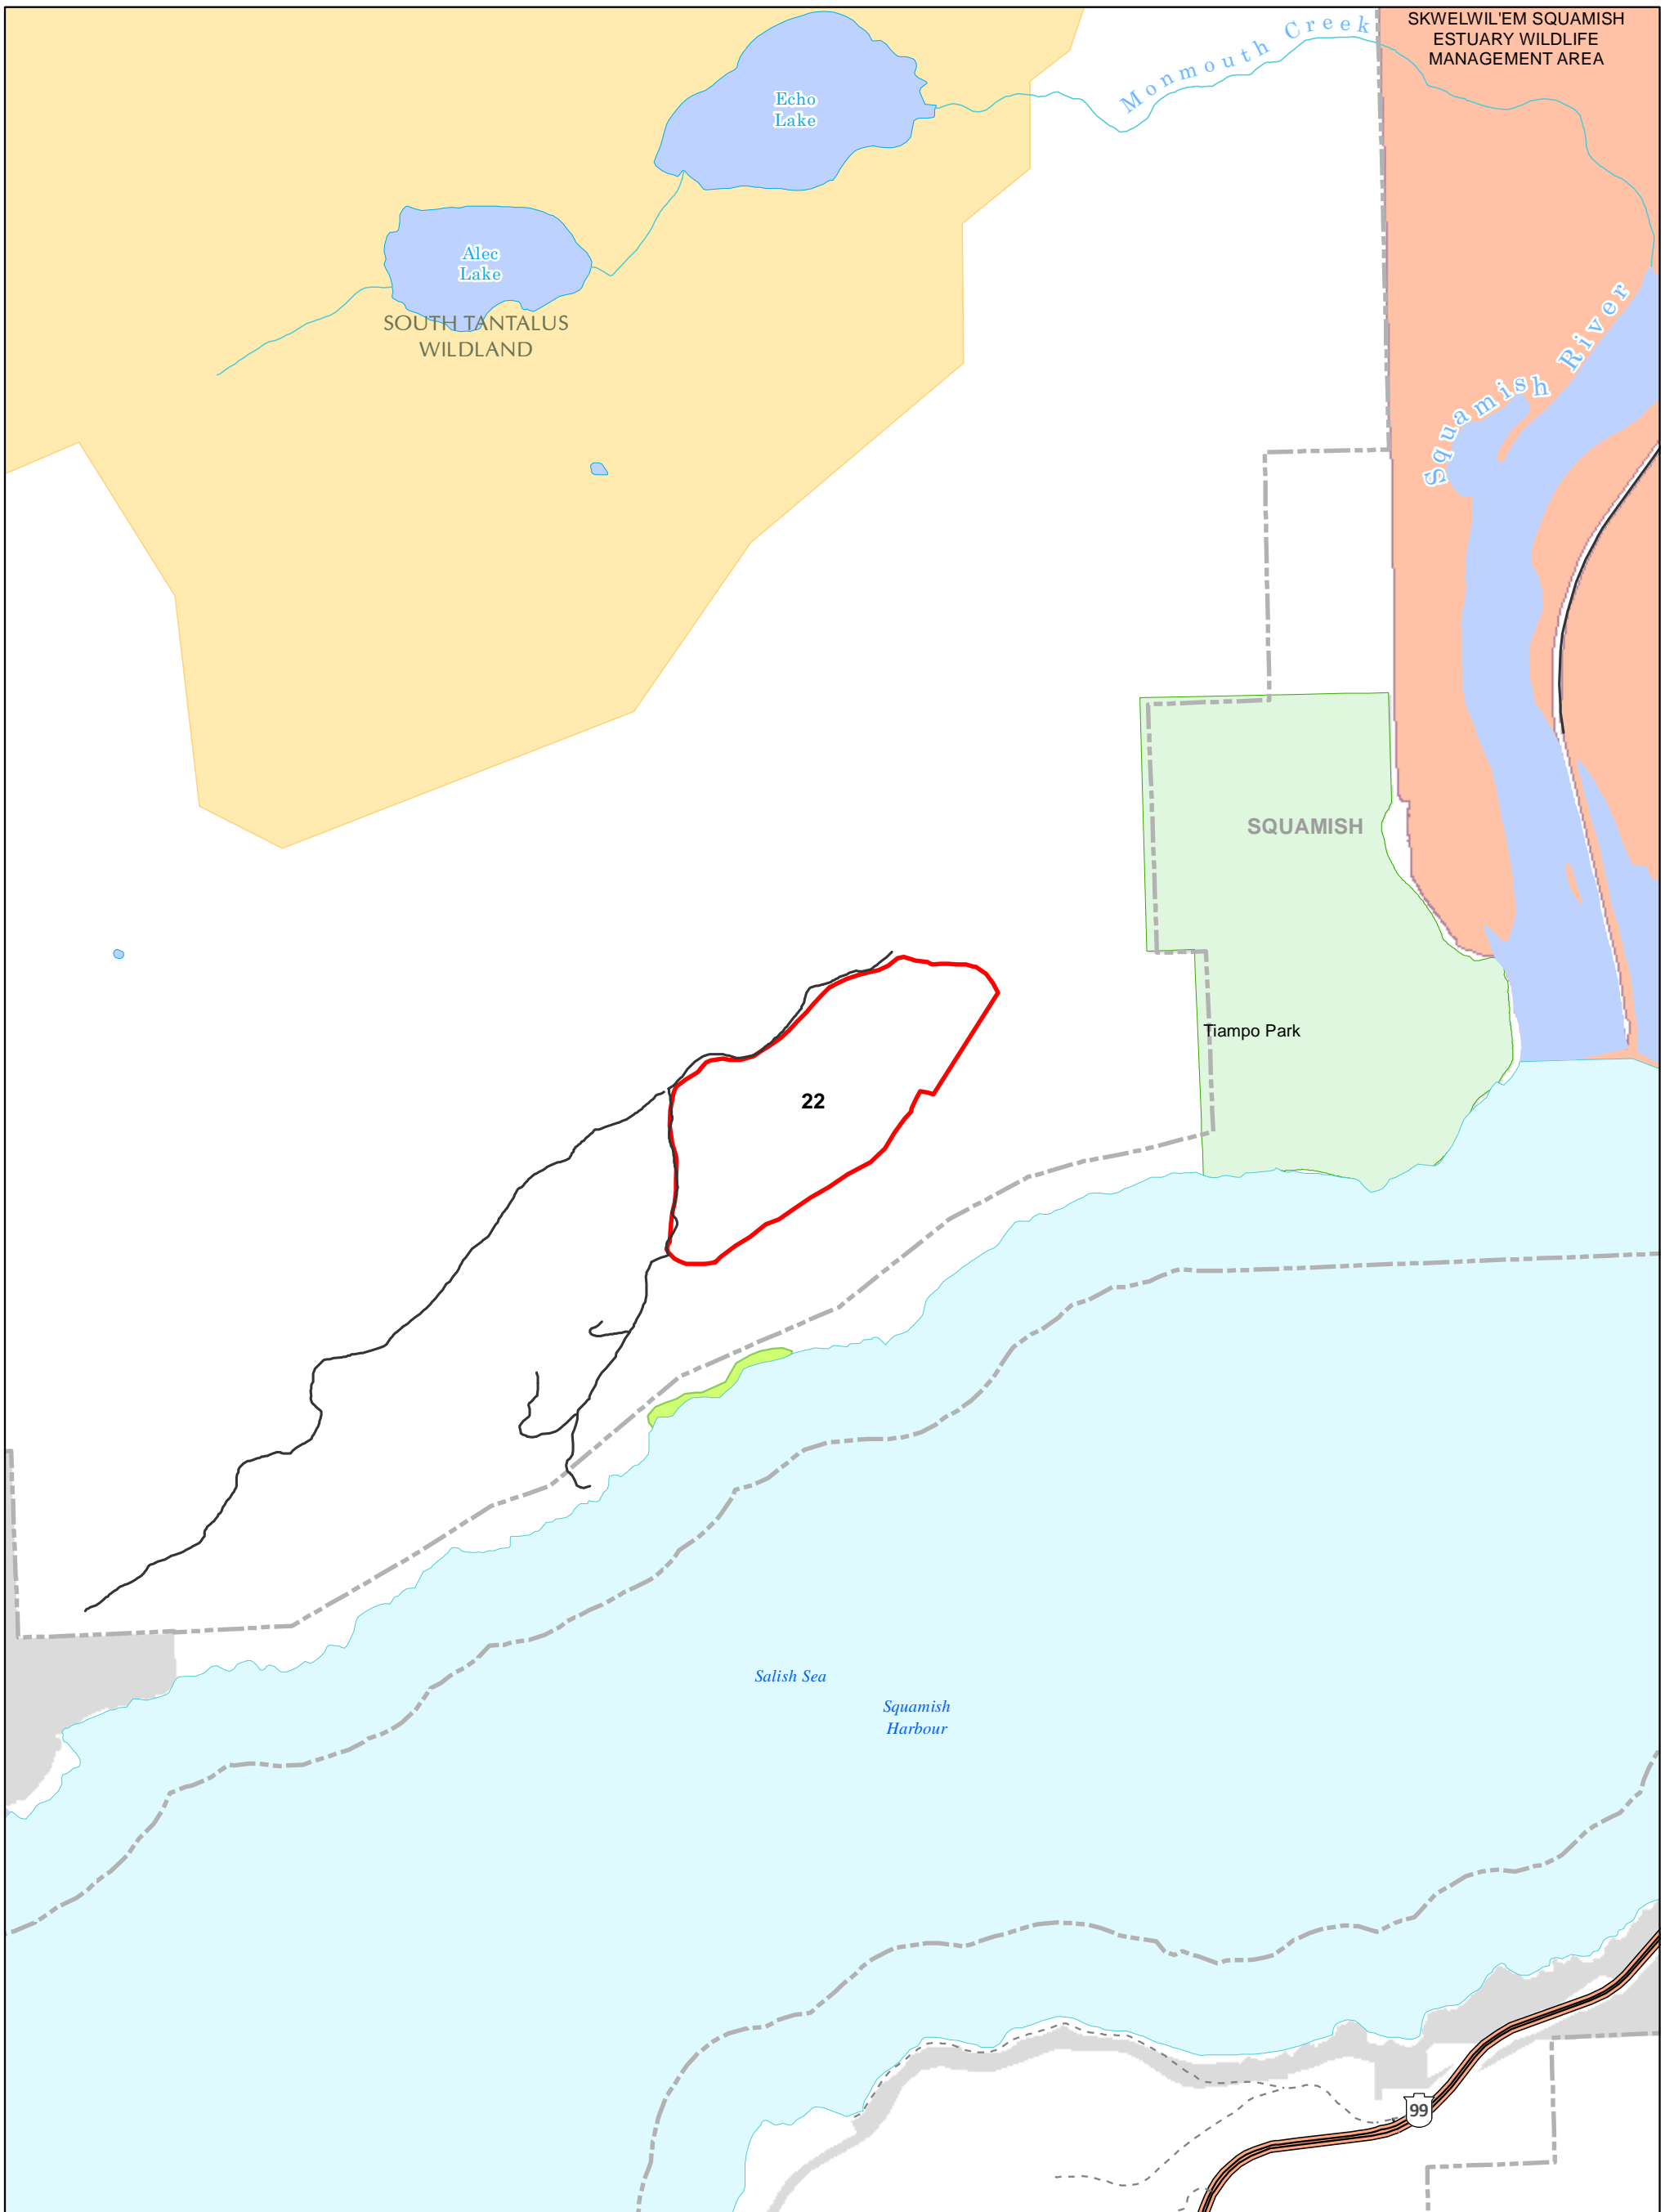 SKWELWIL'EM SQUAMISH
ESTUARY WILDLIFE
MANAGEMENT AREA
Monmouth Creek
Echo
Lake
Alec
Lake
SOUTH TANTALUS
WILDLAND
Squamish River
SQUAMISH
Tiampo Park
22
Salish Sea
Squamish
Harbour
99